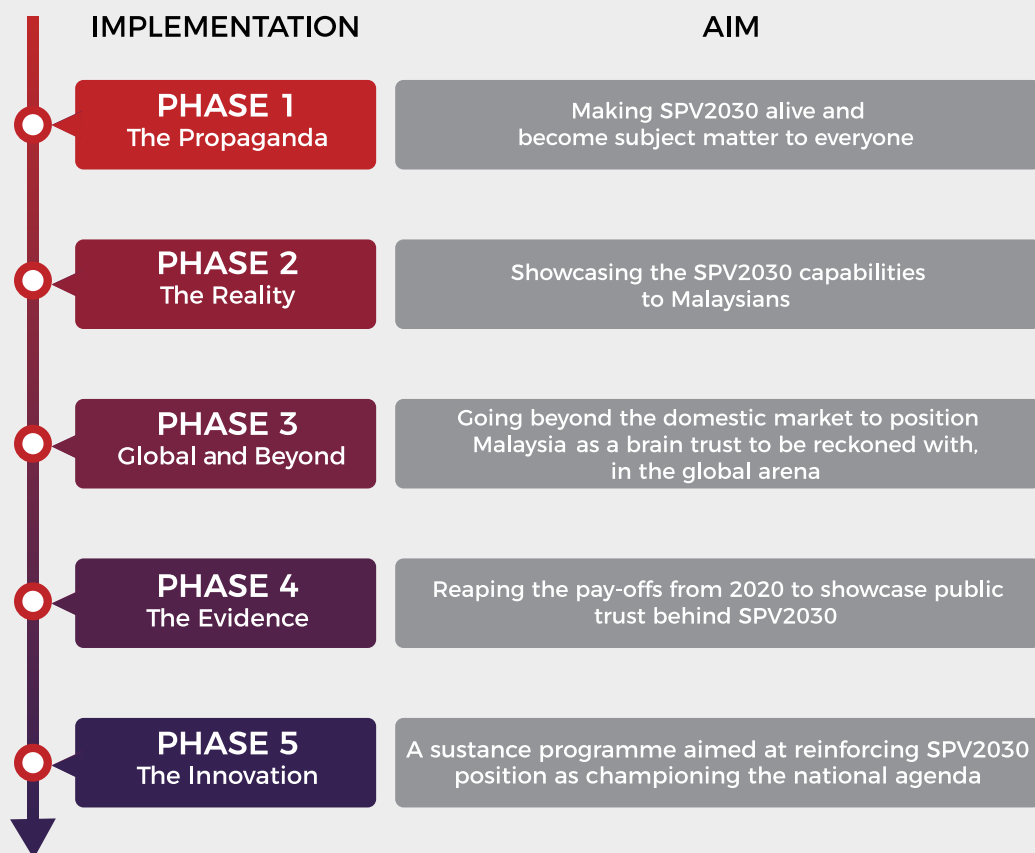 IMPLEMENTATION
AIM
PHASE 1
The Propaganda
Making SPV2030 alive and
become subject matter to everyone
PHASE 2
The Reality
Showcasing the SPV2030 capabilities
to Malaysians
PHASE 3
Global and Beyond
Going beyond the domestic market to position
Malaysia as a brain trust to be reckoned with,
in the global arena
PHASE 4
The Evidence
Reaping the pay-offs from 2020 to showcase public
trust behind SPV2030
PHASE 5
The Innovation
A sustance programme aimed at reinforcing SPV2030
position as championing the national agenda